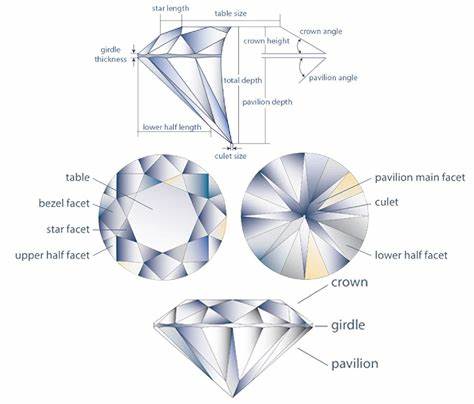 star length
table size
crown angle
crown height
girdle
thickness
total depth
pavilion angle
pavilion depth
lower half length
culet size
table
bezel facet
star facet
upper half facet
pavilion main facet
culet
lower half facet
crown
girdle
pavilion